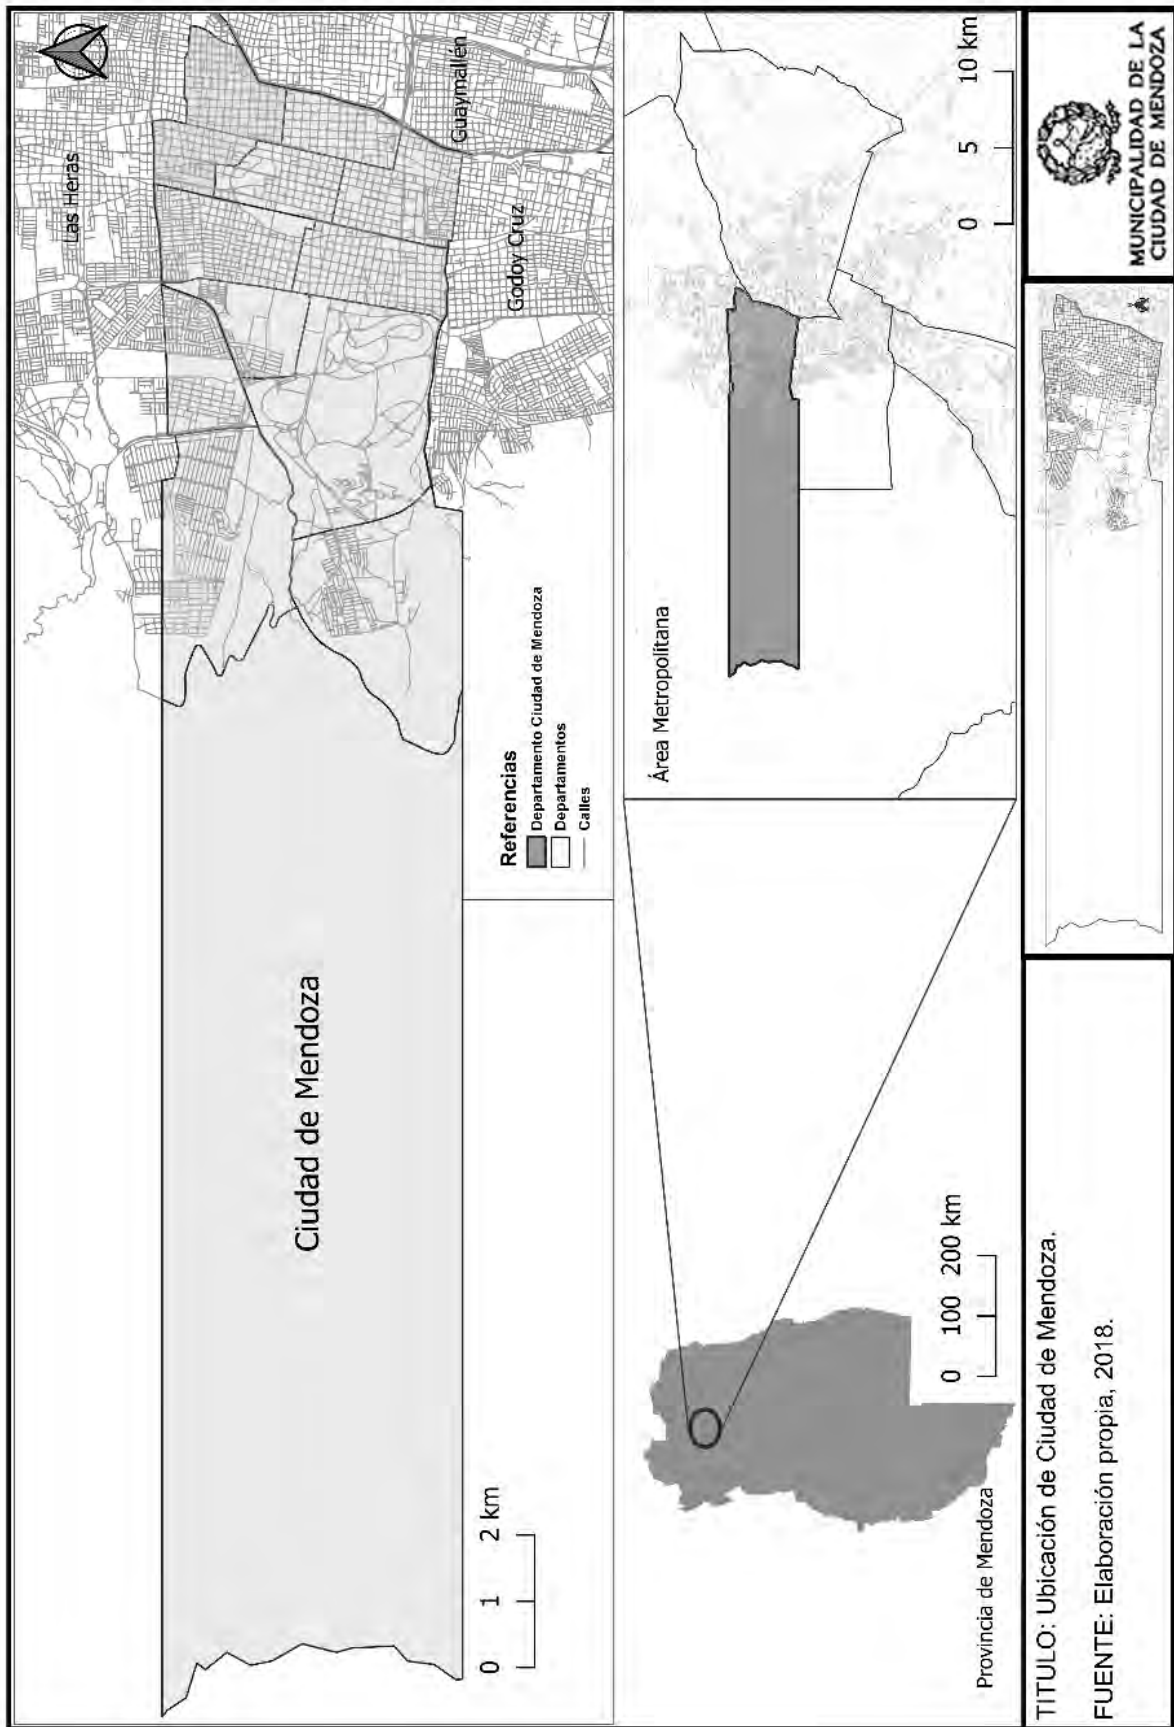 Las Heras
Guaymallén
Godoy Cruz
Ciudad de Mendoza
Referencias
Departamento Ciudad de Mendoza
Departamentos
Calles
0 1 2 km
Provincia de Mendoza
0 100 200 km
Área Metropolitana
0 5 10 km
TITULO: Ubicación de Ciudad de Mendoza.
FUENTE: Elaboración propia, 2018.
MUNICIPALIDAD DE LA
CIUDAD DE MENDOZA